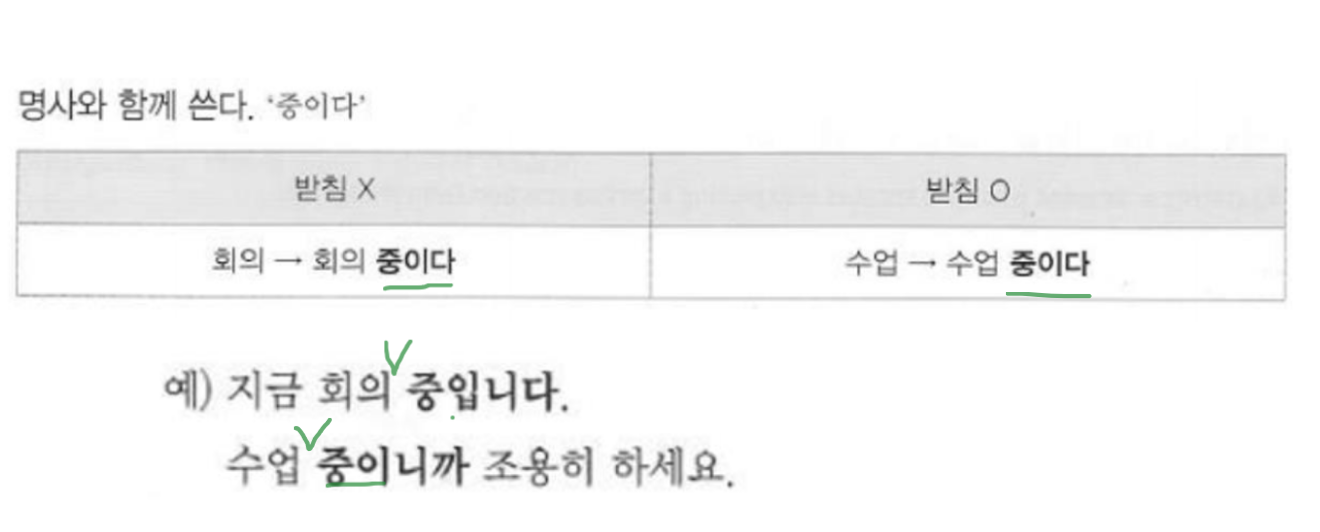 명사와 함께 쓴다. '중이다'
받침 X
받침 O
회의 → 회의 중이다
수업 → 수업 중이다
예) 지금 회의 중입니다.
수업 중이니까 조용히 하세요.